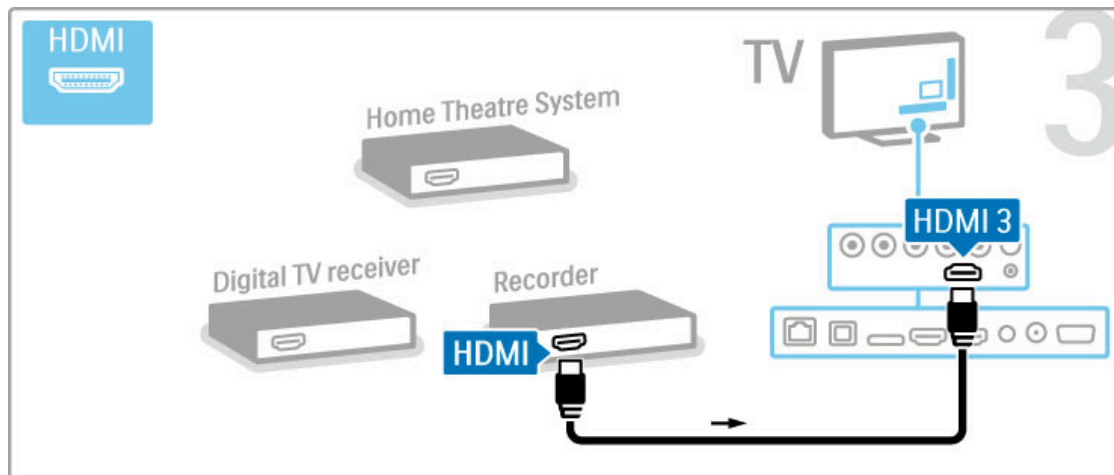 HDMI
TV
3
Home Theatre System
HDMI 3
Digital TV receiver
Recorder
HDMI